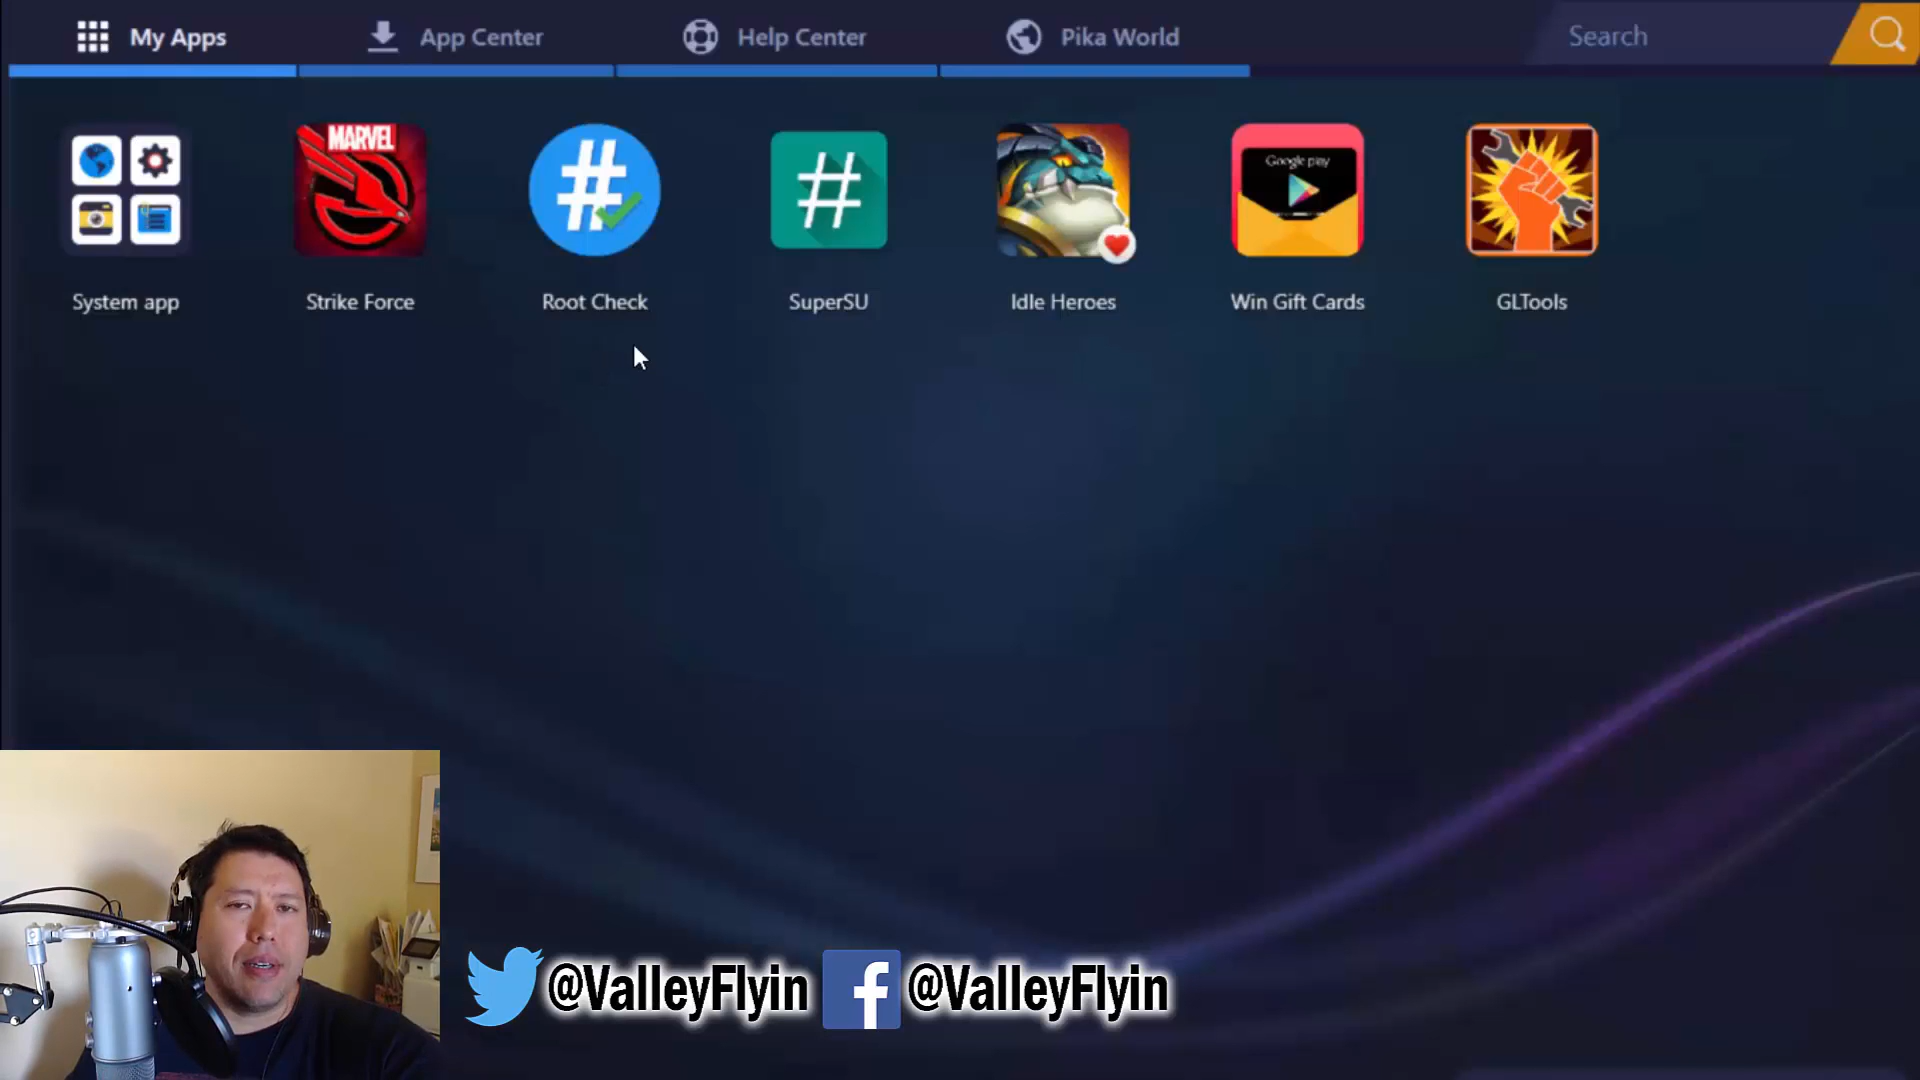 My Apps
App Center
Help Center
Pika World
Search
MARVEL
Google play
System app
Strike Force
Root Check
SuperSU
Idle Heroes
Win Gift Cards
GLTools
@ValleyFlyin
@ValleyFlyin